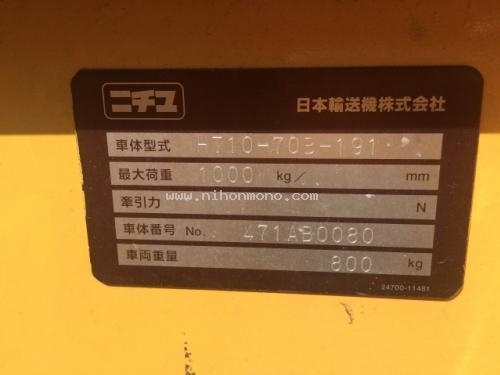 ニチユ 日本輸送機株式会社
車体型式 -T10-70B-191
最大荷重 1000 kg/ mm
www.nihonmono.com
牽引力 N
車体番号 No. 471AB0080
車両重量 800 kg
24700-11481